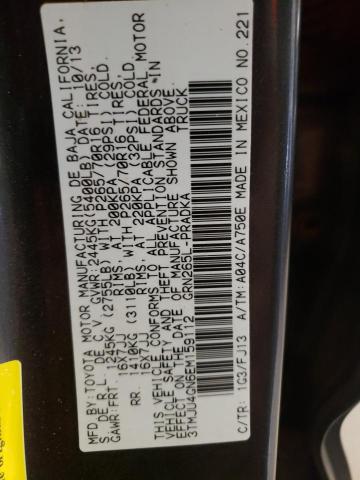 MFD.BY:TOYOTA MOTOR MANUFACTURING DE BAJA CALIFORNIA,
S. DE R.L. DE C.V. GVWR:2445KG(5400LB)DATE: 10/13
GAWR:FRT. 1245KG (2755LB)WITH P265/70R16 TIRES,
16X7JJ RIMS, AT 200KPA (29PSI) COLD.
RR. 1410KG (3110LB)WITH P265/70R16 TIRES,
16X7JJ RIMS, AT 220KPA (32PSI) COLD.
THIS VEHICLE CONFORMS TO ALL APPLICABLE FEDERAL MOTOR
VEHICLE SAFETY AND THEFT PREVENTION STANDARDS IN
EFFECT ON THE DATE OF MANUFACTURE SHOWN ABOVE.
3TMJU4GN6EM159112 GRN265L-PRADKA TRUCK
C/TR: 1G3/FJ13 A/TM:A04C/A750E MADE IN MEXICO NO.221